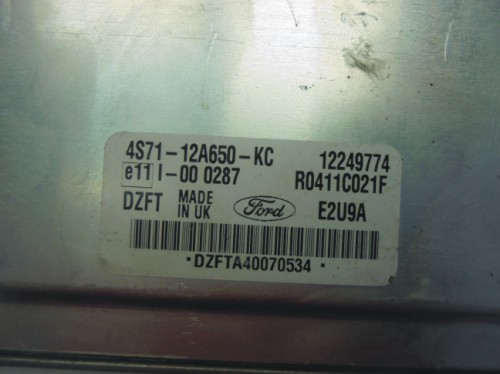 4S71-12A650-KC 12249774
e11 I-00 0287 R0411C021F
DZFT MADE IN UK Ford E2U9A
·DZFTA40070534·